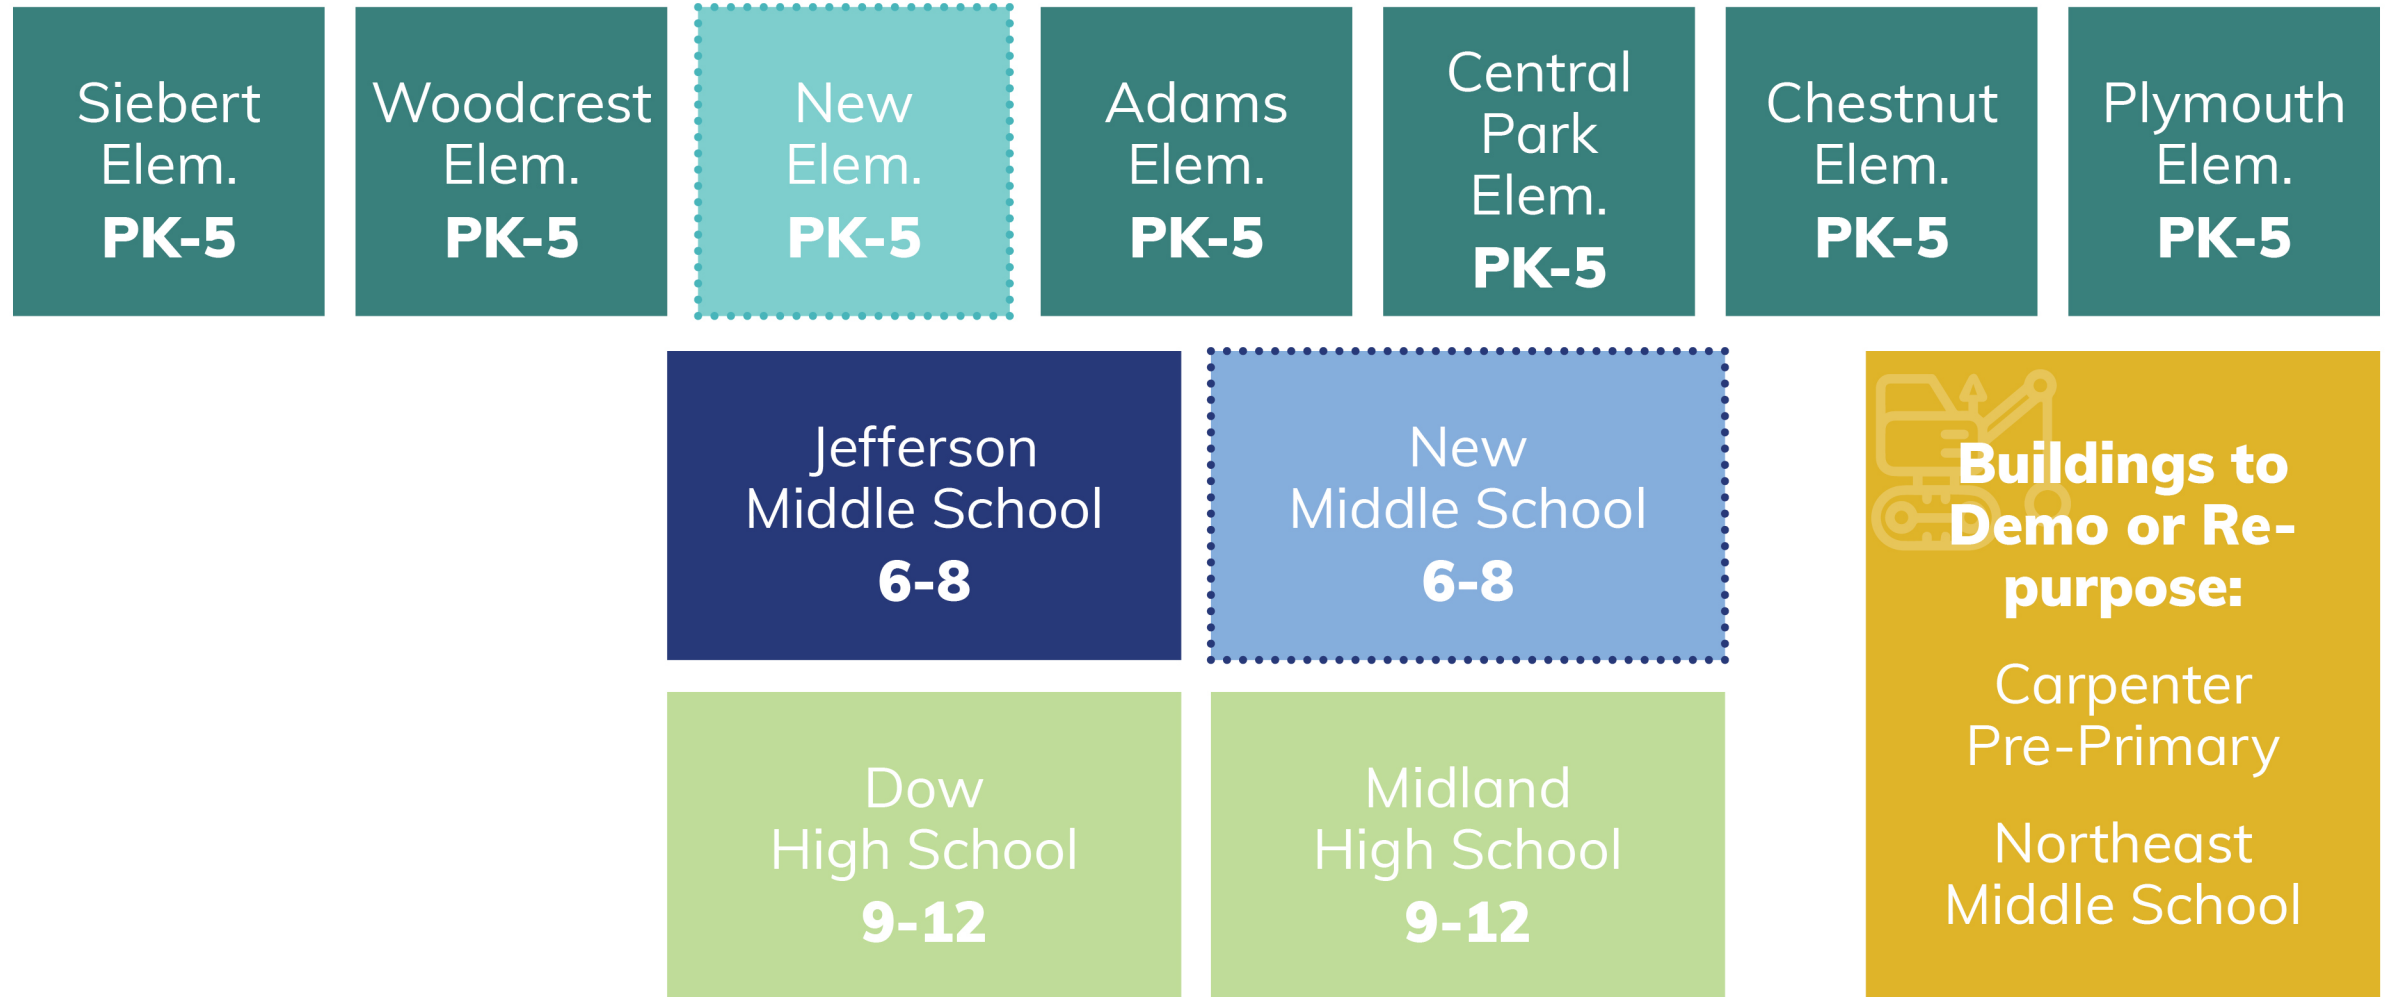 Siebert
Elem.
PK-5
Woodcrest
Elem.
PK-5
New
Elem.
PK-5
Adams
Elem.
PK-5
Central
Park
Elem.
PK-5
Chestnut
Elem.
PK-5
Plymouth
Elem.
PK-5
Jefferson
Middle School
6-8
New
Middle School
6-8
Dow
High School
9-12
Midland
High School
9-12
Buildings to
Demo or Re-
purpose:
Carpenter
Pre-Primary
Northeast
Middle School